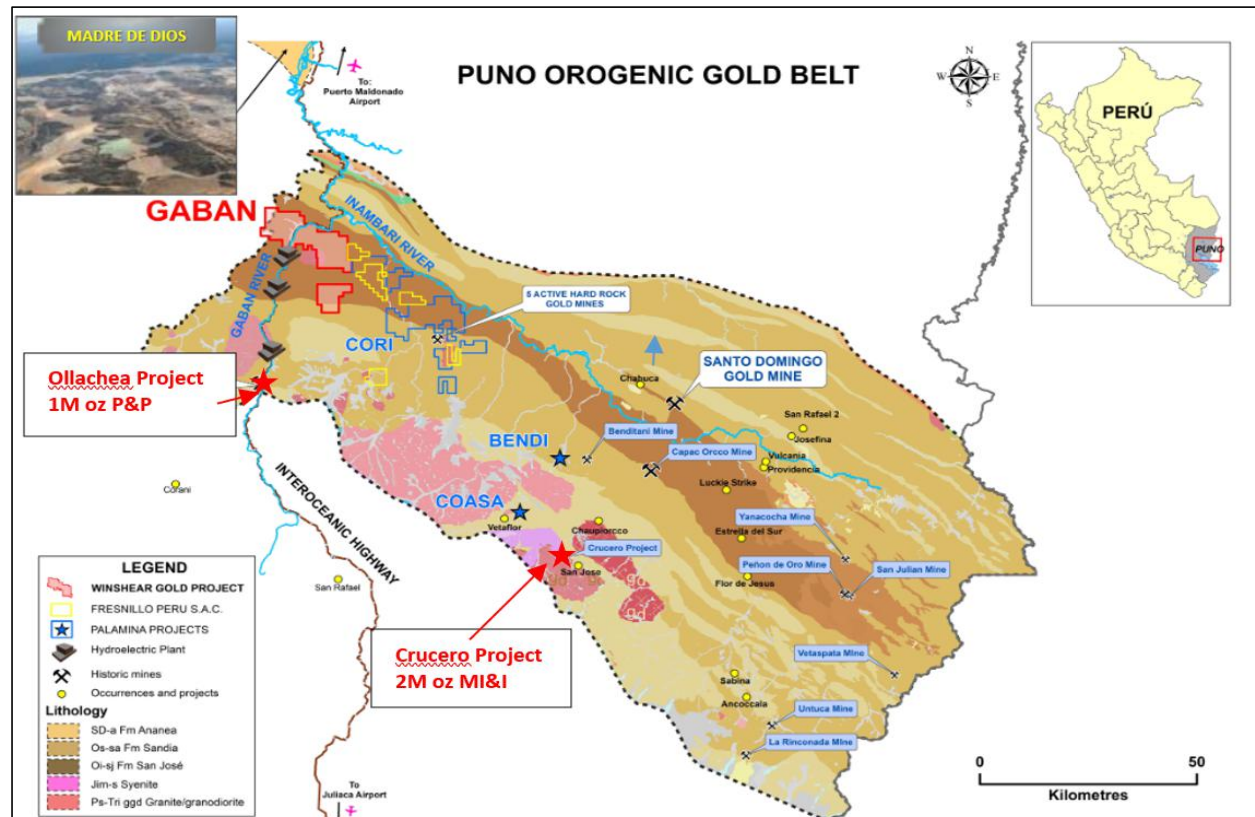 MADRE DE DIOS
To:
Puerto Maldonado
Airport
PUNO OROGENIC GOLD BELT
N
W
E
S
PERÚ
PUNO
GABAN
INAMBARI RIVER
GABAN RIVER
5 ACTIVE HARD ROCK
GOLD MINES
CORI
Ollachea Project
1M oz P&P
SANTO DOMINGO
GOLD MINE
Chabuca
San Rafael 2
Josefina
BENDI
Benditani Mine
Capac Orcco Mine
Vulcania
Providencia
Luckie Strike
Corani
COASA
Vetaflor
Chaupiorcco
Yanacocha Mine
Estrella del Sur
Crucero Project
San Jose
gd
Peñon de Oro Mine
San Julian Mine
Flor de Jesus
gd
INTEROCEANIC HIGHWAY
San Rafael
Crucero Project
2M oz MI&I
Vetaspata Mine
Sabina
Ancoccala
Untuca Mine
La Rinconada Mine
LEGEND
WINSHEAR GOLD PROJECT
FRESNILLO PERU S.A.C.
PALAMINA PROJECTS
Hydroelectric Plant
Historic mines
Occurrences and projects
Lithology
SD-a Fm Ananea
Os-sa Fm Sandia
Oi-sj Fm San José
Jim-s Syenite
Ps-Tri ggd Granite/granodiorite
To
Juliaca Airport
0 50
Kilometres